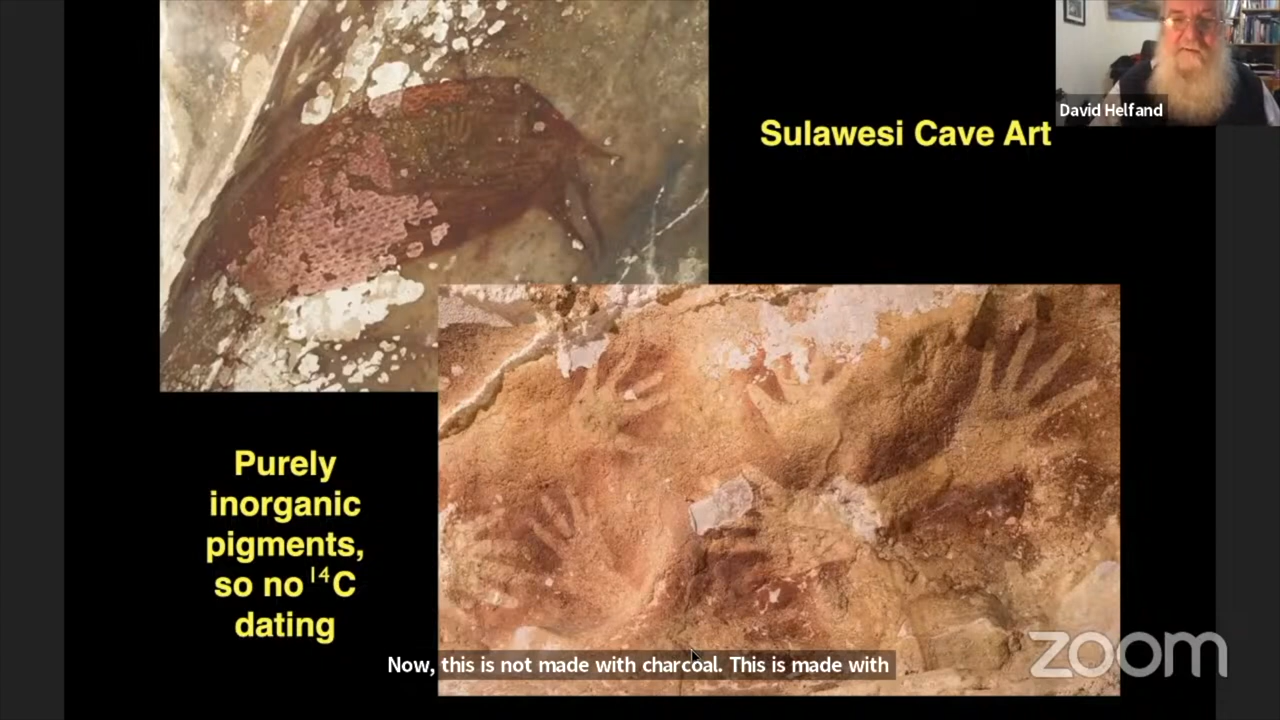 David Helfand
Sulawesi Cave Art
Purely
inorganic
pigments,
so no ¹⁴C
dating
Now, this is not made with charcoal. This is made with
zoom